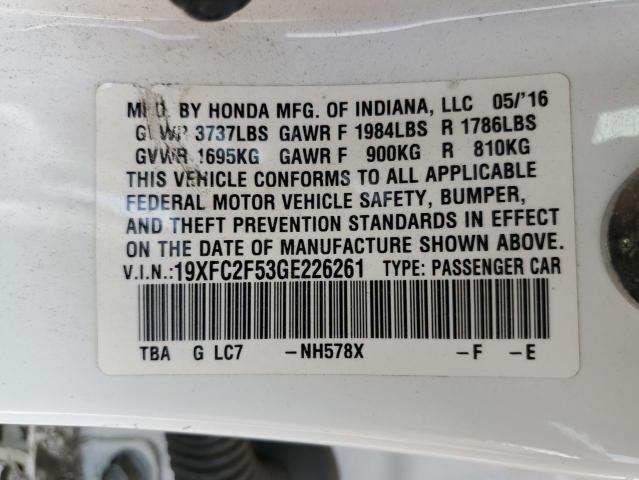 MFD. BY HONDA MFG. OF INDIANA, LLC 05/'16
GVWR 3737LBS GAWR F 1984LBS R 1786LBS
GVWR 1695KG GAWR F 900KG R 810KG
THIS VEHICLE CONFORMS TO ALL APPLICABLE
FEDERAL MOTOR VEHICLE SAFETY, BUMPER,
AND THEFT PREVENTION STANDARDS IN EFFECT
ON THE DATE OF MANUFACTURE SHOWN ABOVE.
V.I.N.:19XFC2F53GE226261 TYPE: PASSENGER CAR
TBA G LC7 -NH578X -F -E